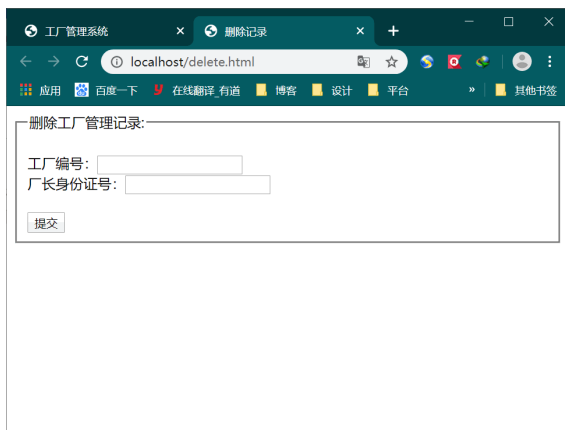 工厂管理系统 × 删除记录 × +
localhost/delete.html
应用 百度一下 在线翻译_有道 博客 设计 平台 » 其他书签
删除工厂管理记录:
工厂编号：
厂长身份证号：
提交